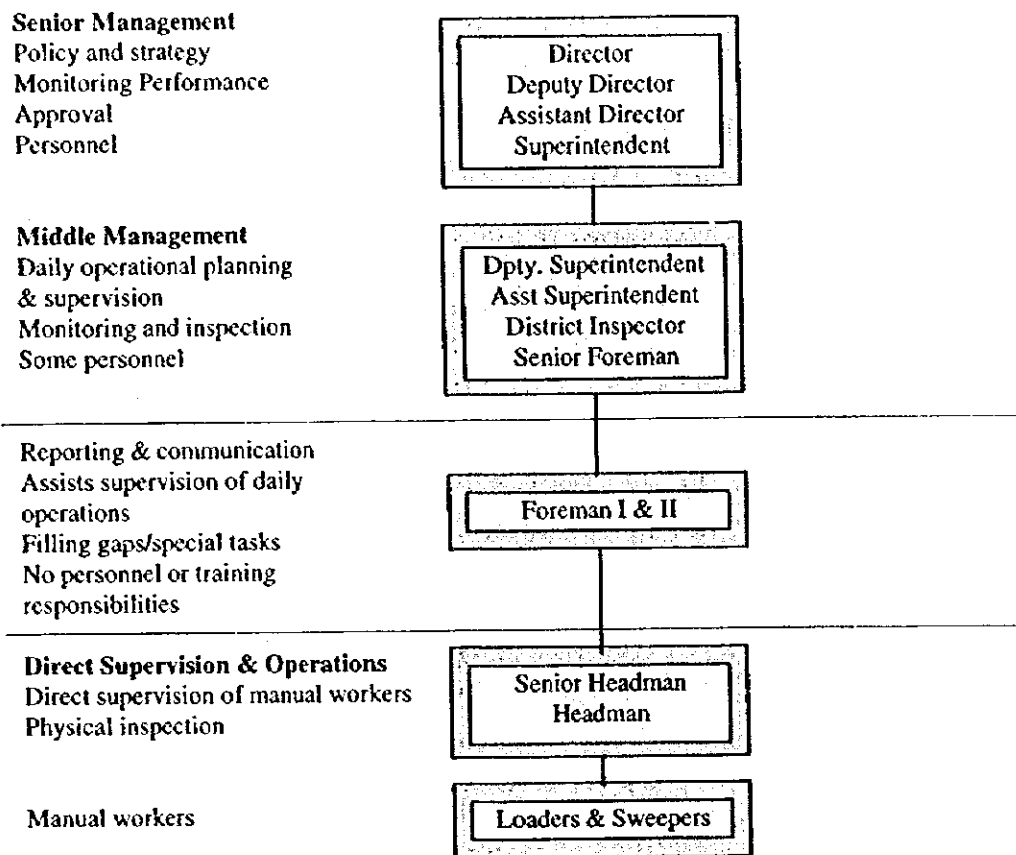 Senior Management
Policy and strategy
Monitoring Performance
Approval
Personnel
Director
Deputy Director
Assistant Director
Superintendent
Middle Management
Daily operational planning
& supervision
Monitoring and inspection
Some personnel
Dpty. Superintendent
Asst Superintendent
District Inspector
Senior Foreman
Reporting & communication
Assists supervision of daily
operations
Filling gaps/special tasks
No personnel or training
responsibilities
Foreman I & II
Direct Supervision & Operations
Direct supervision of manual workers
Physical inspection
Senior Headman
Headman
Manual workers
Loaders & Sweepers